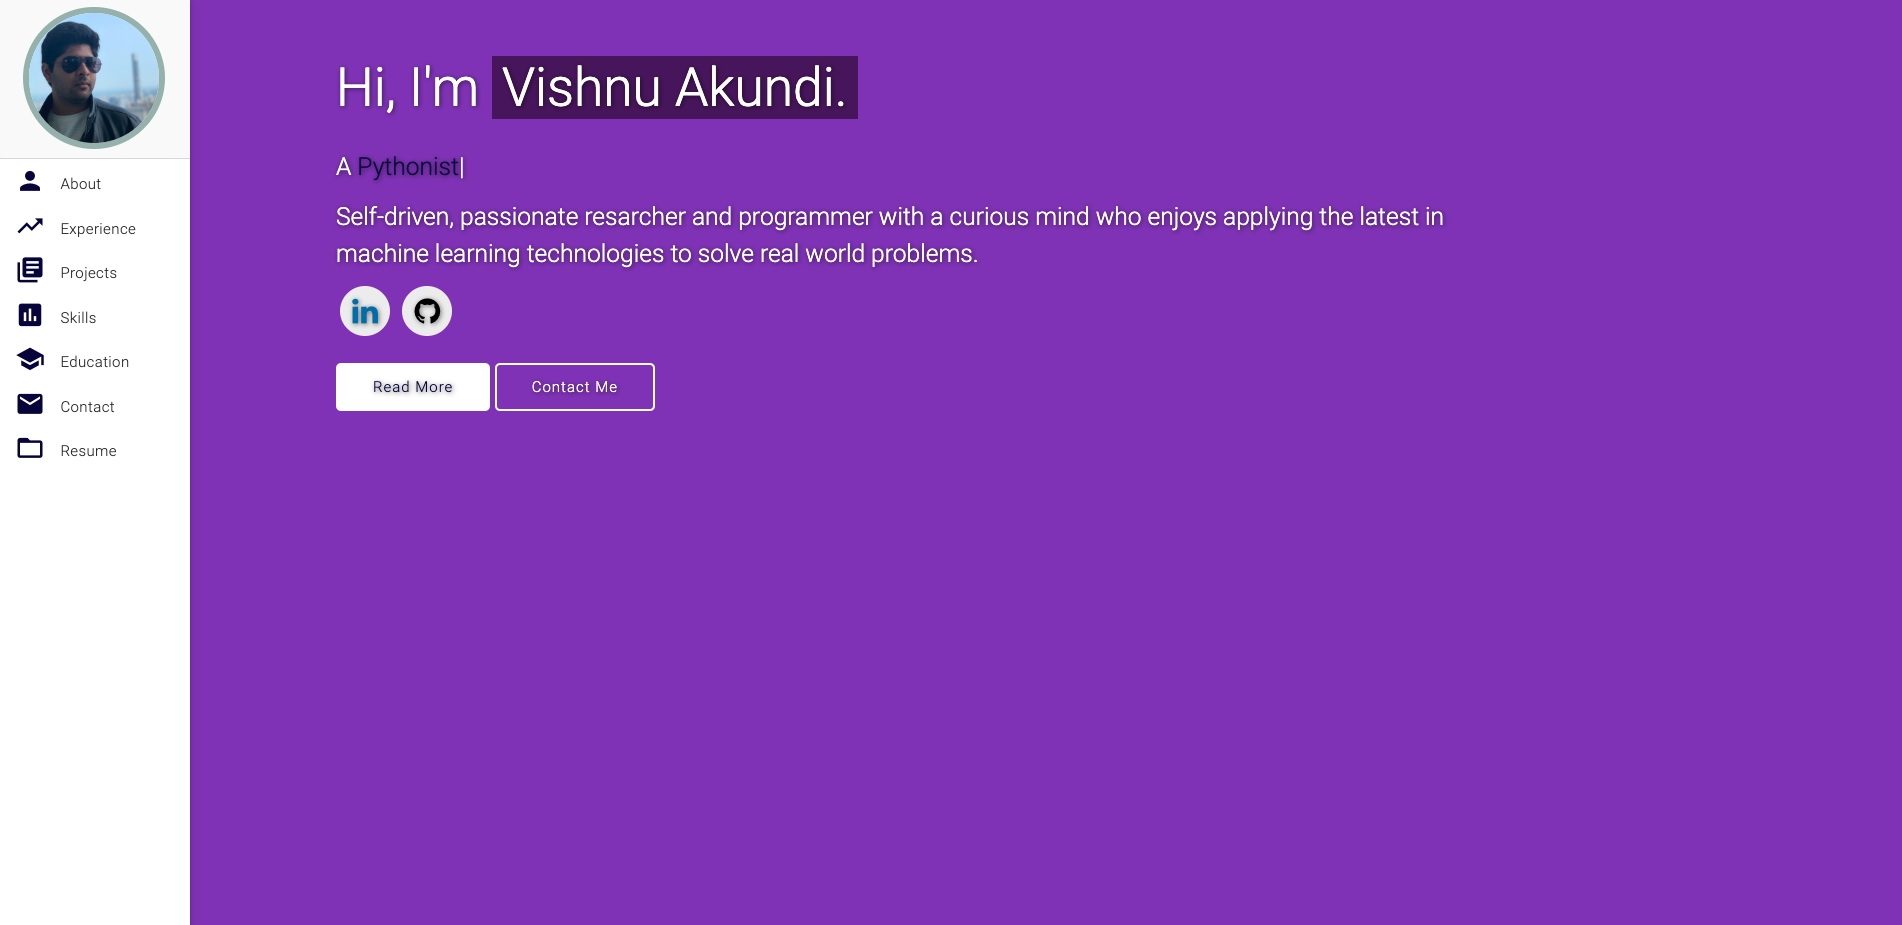 Hi, I'm Vishnu Akundi.
A Pythonist|
Self-driven, passionate resarcher and programmer with a curious mind who enjoys applying the latest in
machine learning technologies to solve real world problems.
in
Read More
Contact Me
About
Experience
Projects
Skills
Education
Contact
Resume